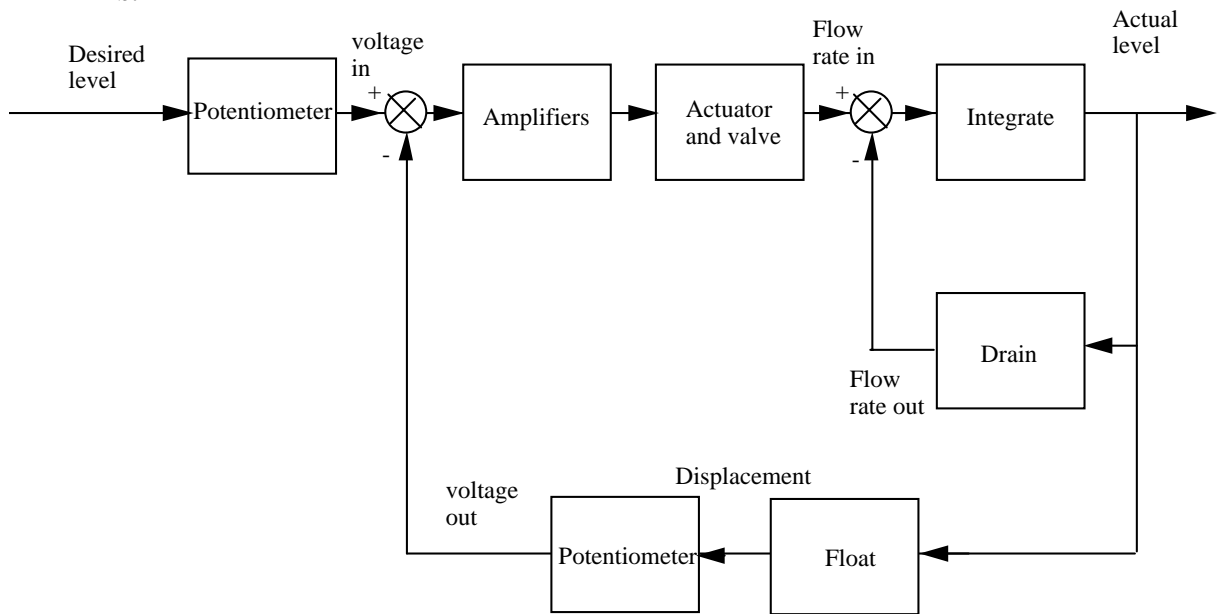 Desired
level
Potentiometer
voltage
in
+
-
Amplifiers
Actuator
and valve
Flow
rate in
+
-
Integrate
Actual
level
Drain
Flow
rate out
Displacement
voltage
out
Potentiometer
Float